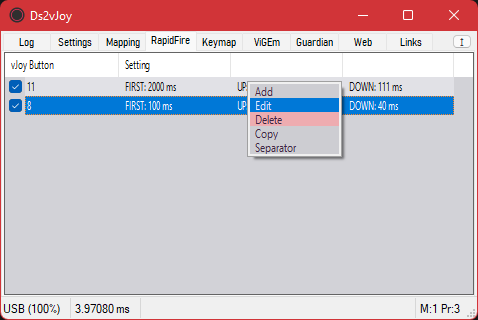 Ds2vJoy
Log Settings Mapping RapidFire Keymap ViGEm Guardian Web Links
vJoy Button Setting
11 FIRST: 2000 ms UP: DOWN: 111 ms
8 FIRST: 100 ms UP: DOWN: 40 ms
Add
Edit
Delete
Copy
Separator
USB (100%) 3.97080 ms M:1 Pr:3